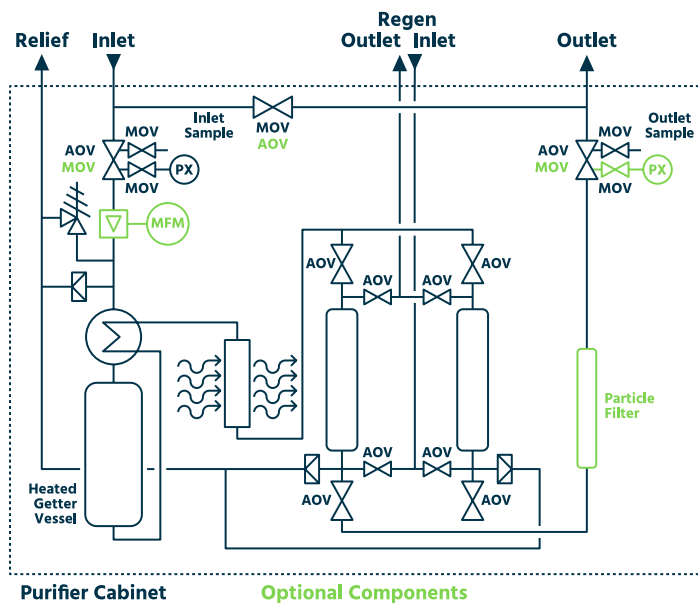 Regen
Relief
Inlet
Outlet
Inlet
Outlet
Inlet
Sample
MOV
AOV
Outlet
Sample
AOV
MOV
MOV
PX
MOV
MFM
AOV
MOV
MOV
PX
MOV
AOV
AOV
AOV
AOV
Particle
Filter
Heated
Getter
Vessel
AOV
AOV
AOV
AOV
Purifier Cabinet
Optional Components